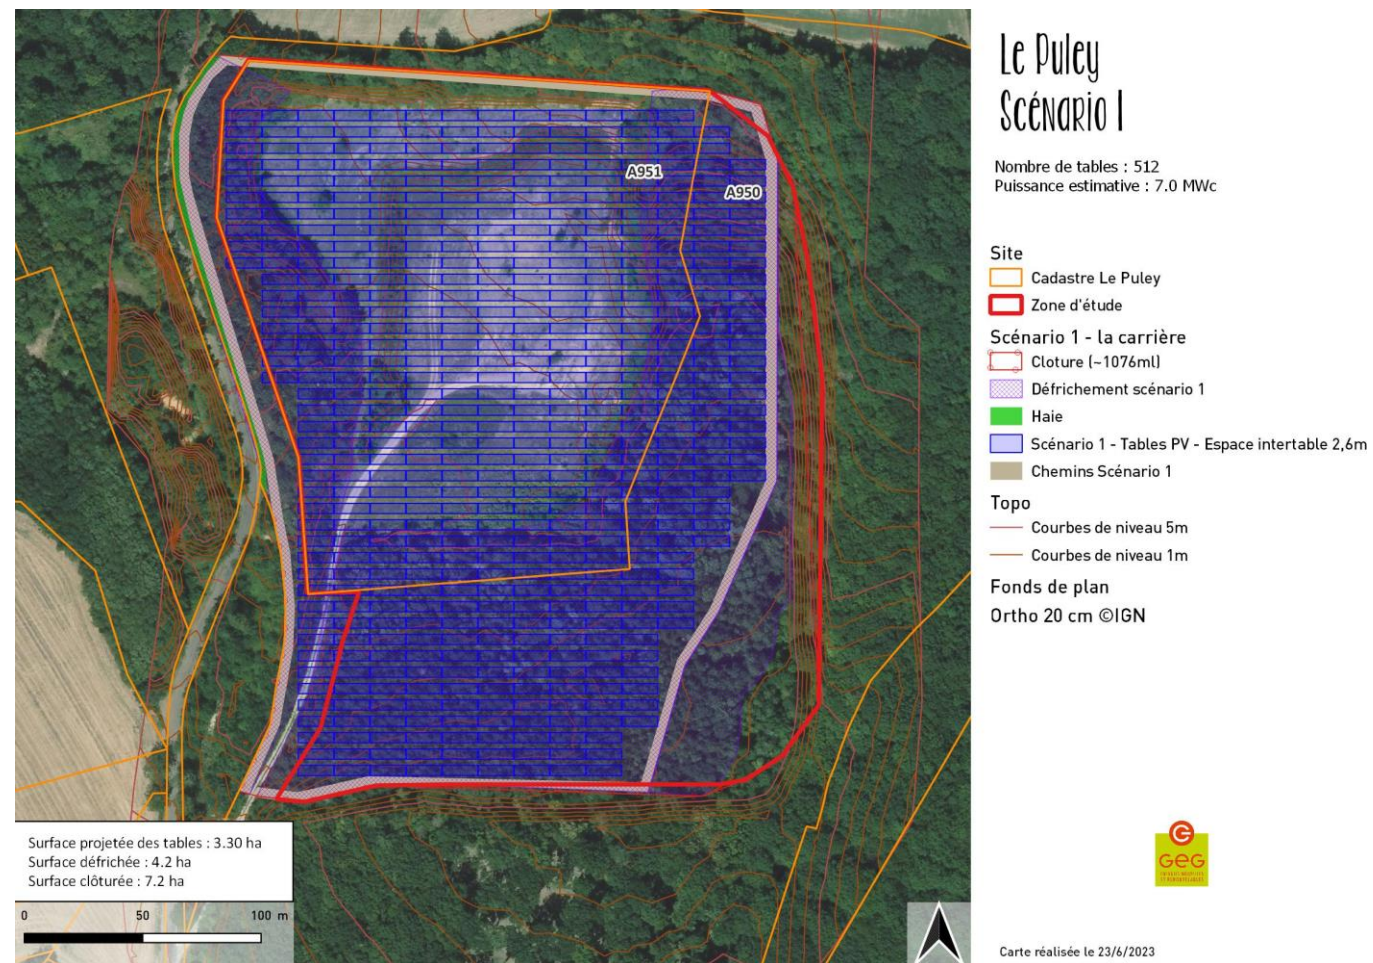 Le Puley
Scénario 1
Nombre de tables : 512
Puissance estimative : 7.0 MWc
Site
Cadastre Le Puley
Zone d'étude
Scénario 1 - la carrière
Cloture (~1076ml)
Défrichement scénario 1
Haie
Scénario 1 - Tables PV - Espace intertable 2,6m
Chemins Scénario 1
Topo
Courbes de niveau 5m
Courbes de niveau 1m
Fonds de plan
Ortho 20 cm ©IGN
A951
A950
Surface projetée des tables : 3.30 ha
Surface défrichée : 4.2 ha
Surface clôturée : 7.2 ha
0 50 100 m
GEG
Carte réalisée le 23/6/2023